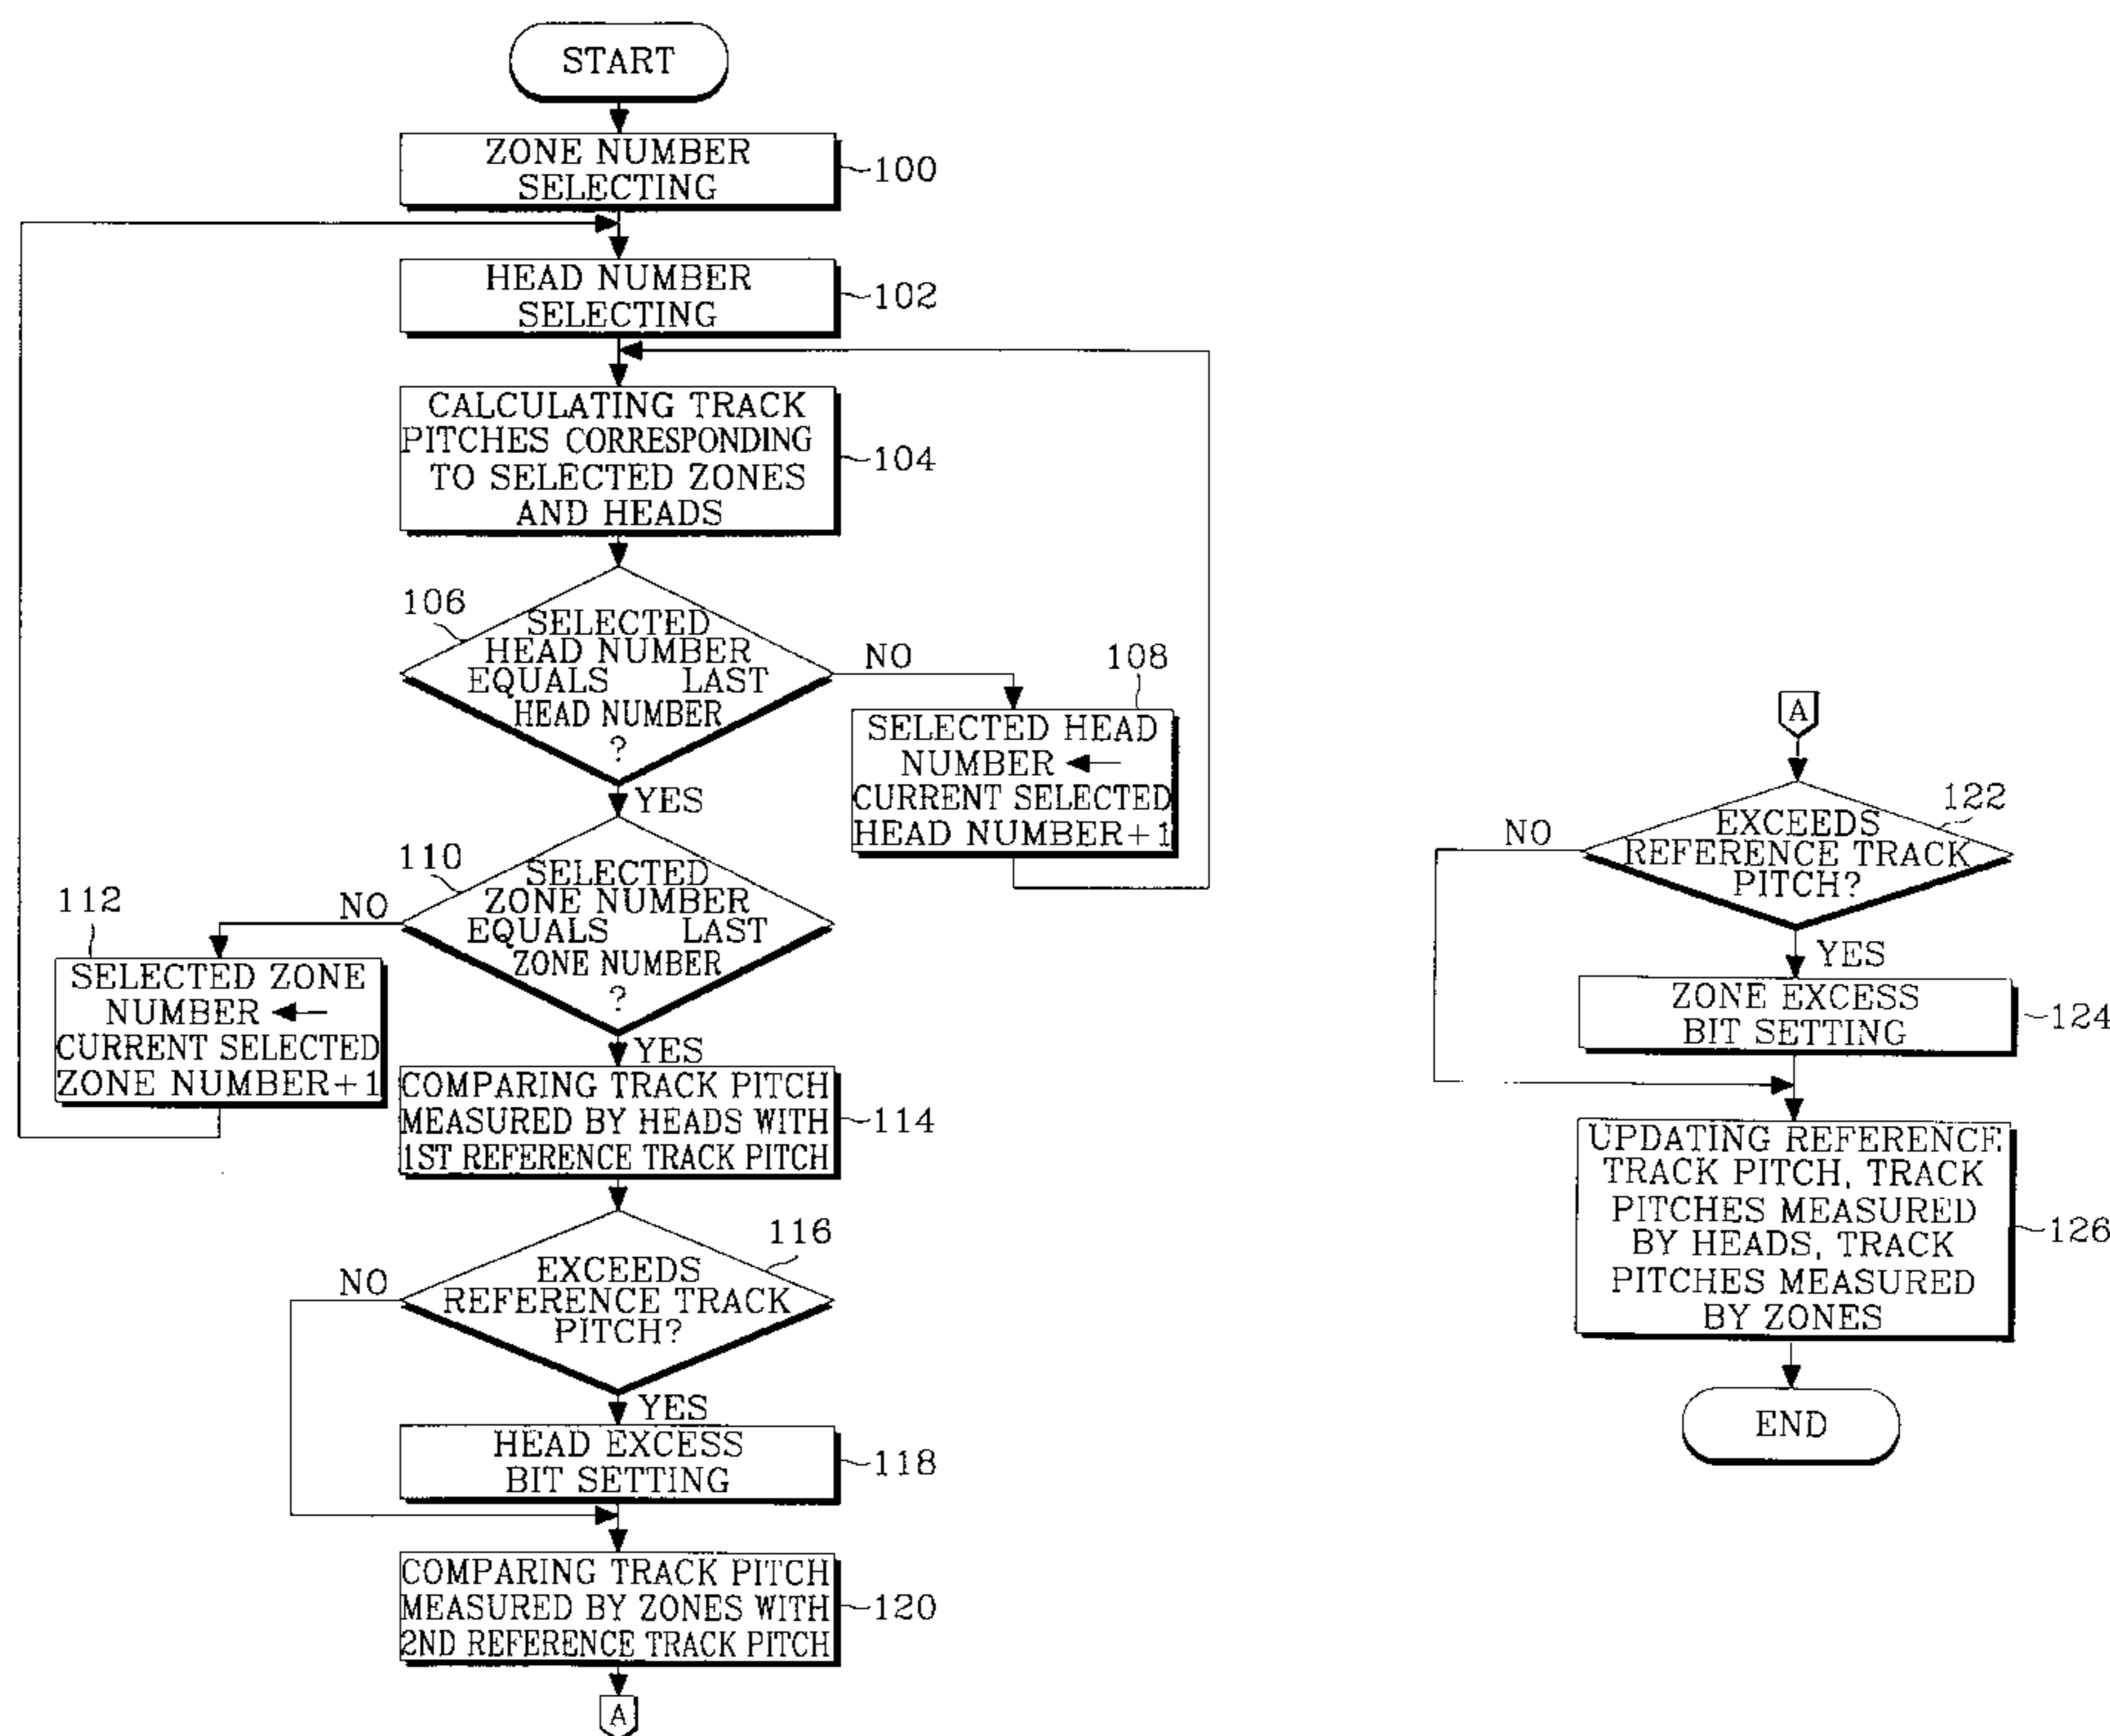 START
ZONE NUMBER
SELECTING
100
HEAD NUMBER
SELECTING
102
CALCULATING TRACK
PITCHES CORRESPONDING
TO SELECTED ZONES
AND HEADS
104
106
SELECTED
HEAD NUMBER
EQUALS LAST
HEAD NUMBER
?
NO
YES
108
SELECTED HEAD
NUMBER ←
CURRENT SELECTED
HEAD NUMBER+1
110
SELECTED
ZONE NUMBER
EQUALS LAST
ZONE NUMBER
?
NO
YES
112
SELECTED ZONE
NUMBER ←
CURRENT SELECTED
ZONE NUMBER+1
COMPARING TRACK PITCH
MEASURED BY HEADS WITH
1ST REFERENCE TRACK PITCH
114
116
EXCEEDS
REFERENCE TRACK
PITCH?
NO
YES
HEAD EXCESS
BIT SETTING
118
COMPARING TRACK PITCH
MEASURED BY ZONES WITH
2ND REFERENCE TRACK PITCH
120
A
A
122
EXCEEDS
REFERENCE TRACK
PITCH?
NO
YES
ZONE EXCESS
BIT SETTING
124
UPDATING REFERENCE
TRACK PITCH, TRACK
PITCHES MEASURED
BY HEADS, TRACK
PITCHES MEASURED
BY ZONES
126
END